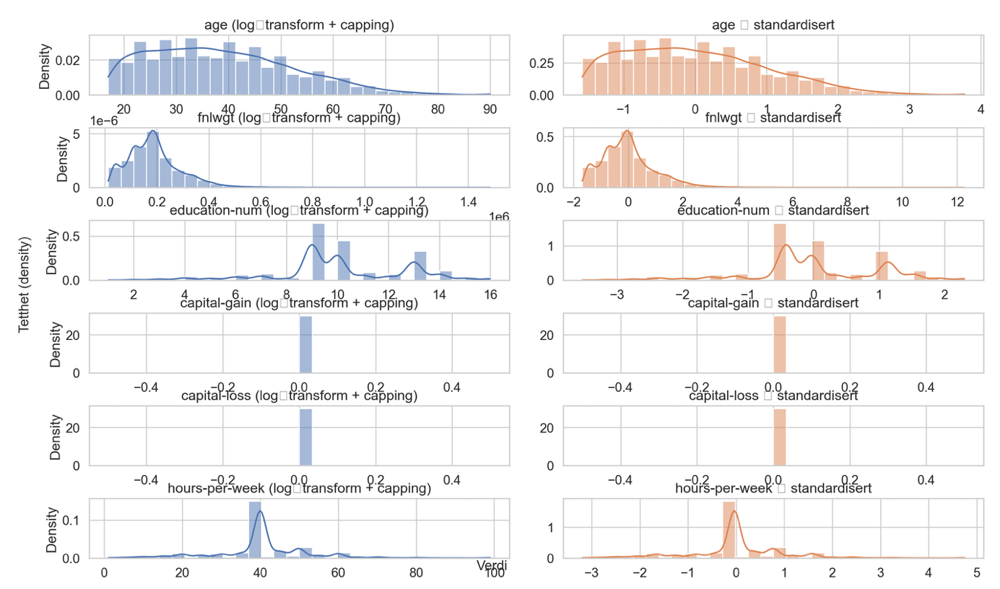 age (log□transform + capping)
age □ standardisert
Density
0.02
0.00
20 30 40 50 60 70 80 90
0.25
0.00
−1 0 1 2 3 4
1e−6
fnlwgt (log□transform + capping)
fnlwgt □ standardisert
Density
5
0
0.0 0.2 0.4 0.6 0.8 1.0 1.2 1.4
1e6
0.5
0.0
−2 0 2 4 6 8 10 12
education-num (log□transform + capping)
education-num □ standardisert
Density
0.5
0.0
2 4 6 8 10 12 14 16
1
0
−3 −2 −1 0 1 2
Tetthet (density)
capital-gain (log□transform + capping)
capital-gain □ standardisert
Density
20
0
−0.4 −0.2 0.0 0.2 0.4
20
0
−0.4 −0.2 0.0 0.2 0.4
capital-loss (log□transform + capping)
capital-loss □ standardisert
Density
20
0
−0.4 −0.2 0.0 0.2 0.4
20
0
−0.4 −0.2 0.0 0.2 0.4
hours-per-week (log□transform + capping)
hours-per-week □ standardisert
Density
0.1
0.0
0 20 40 60 80 100
Verdi
1
0
−3 −2 −1 0 1 2 3 4 5